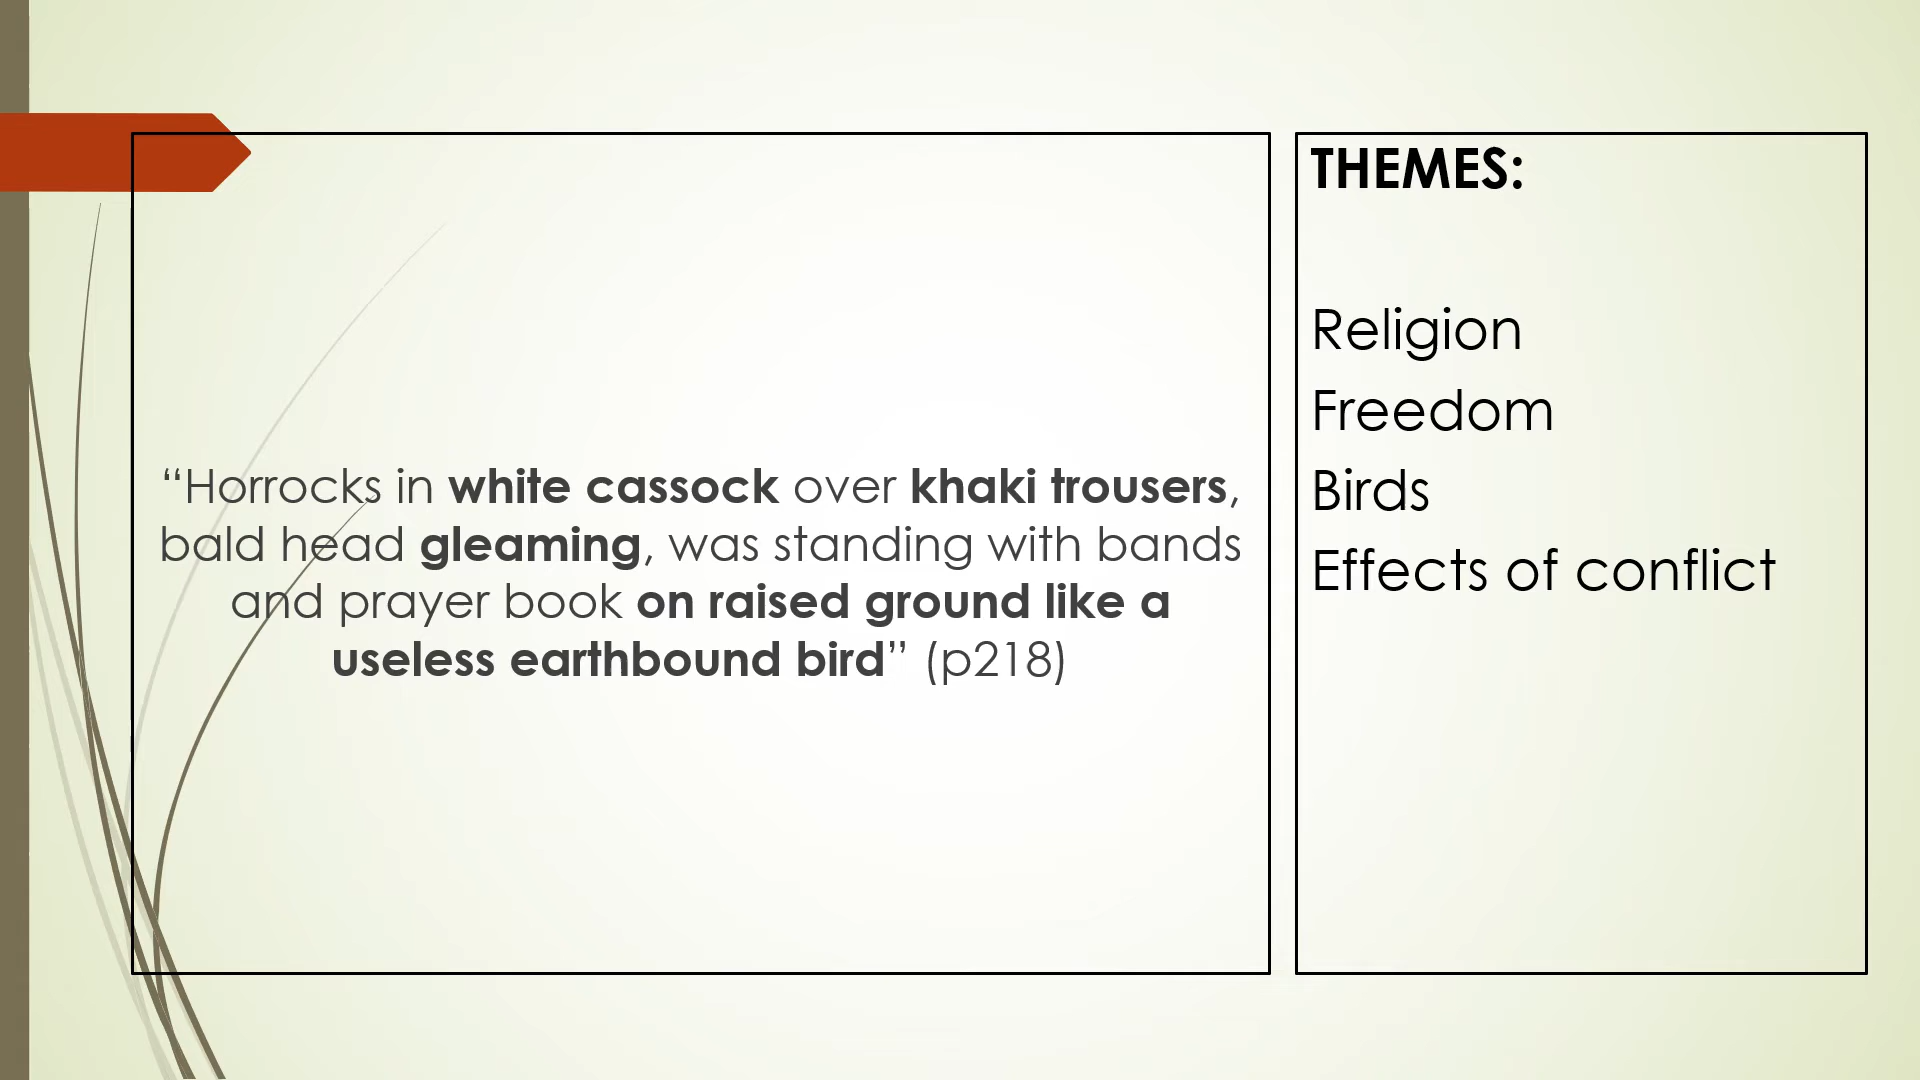 “Horrocks in white cassock over khaki trousers,
bald head gleaming, was standing with bands
and prayer book on raised ground like a
useless earthbound bird” (p218)
THEMES:
Religion
Freedom
Birds
Effects of conflict